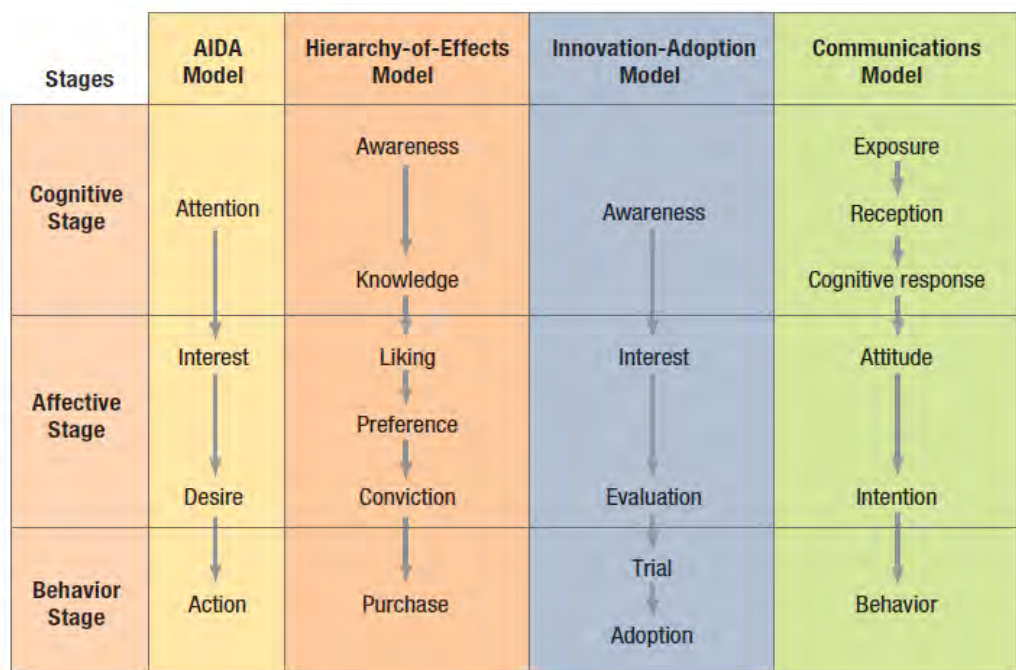 Stages
AIDA
Model
Hierarchy-of-Effects
Model
Innovation-Adoption
Model
Communications
Model
Cognitive
Stage
Attention
Awareness
Knowledge
Awareness
Exposure
Reception
Cognitive response
Affective
Stage
Interest
Desire
Liking
Preference
Conviction
Interest
Evaluation
Attitude
Intention
Behavior
Stage
Action
Purchase
Trial
Adoption
Behavior